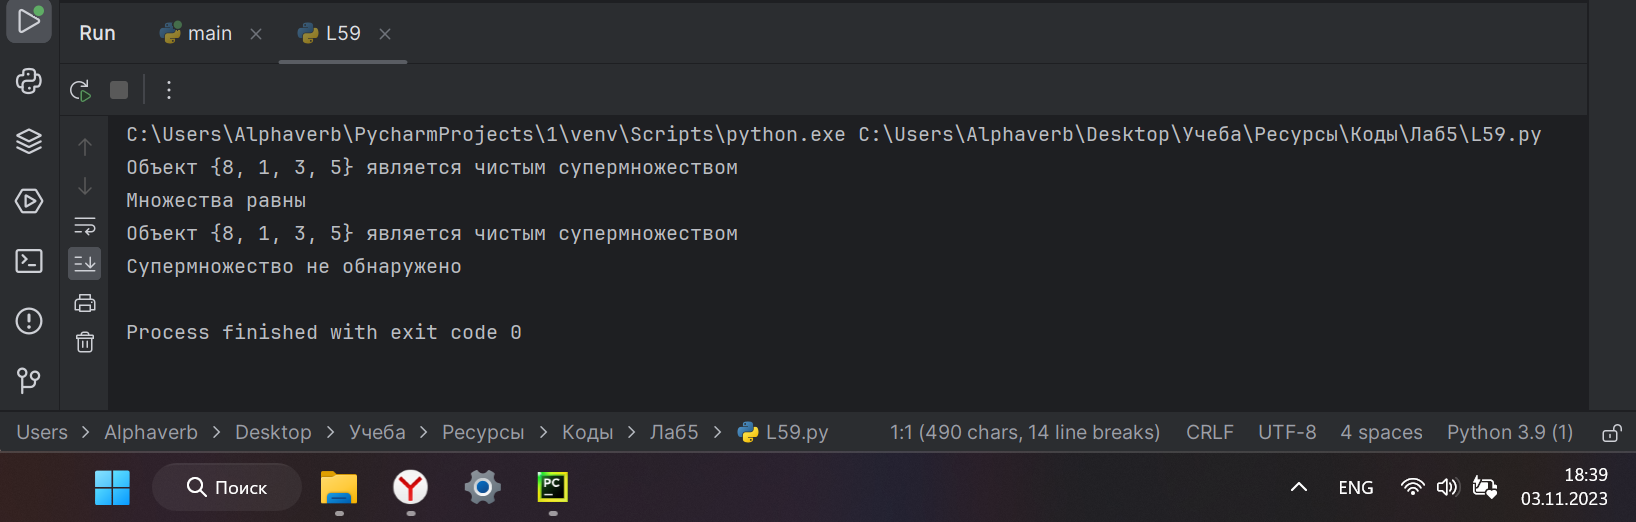 Run main L59
C:\Users\Alphaverb\PycharmProjects\1\venv\Scripts\python.exe C:\Users\Alphaverb\Desktop\Учеба\Ресурсы\Коды\Лаб5\L59.py
Объект {8, 1, 3, 5} является чистым супермножеством
Множества равны
Объект {8, 1, 3, 5} является чистым супермножеством
Супермножество не обнаружено
Process finished with exit code 0
Users > Alphaverb > Desktop > Учеба > Ресурсы > Коды > Лаб5 > L59.py 1:1 (490 chars, 14 line breaks) CRLF UTF-8 4 spaces Python 3.9 (1)
Поиск PC ENG 18:39
03.11.2023